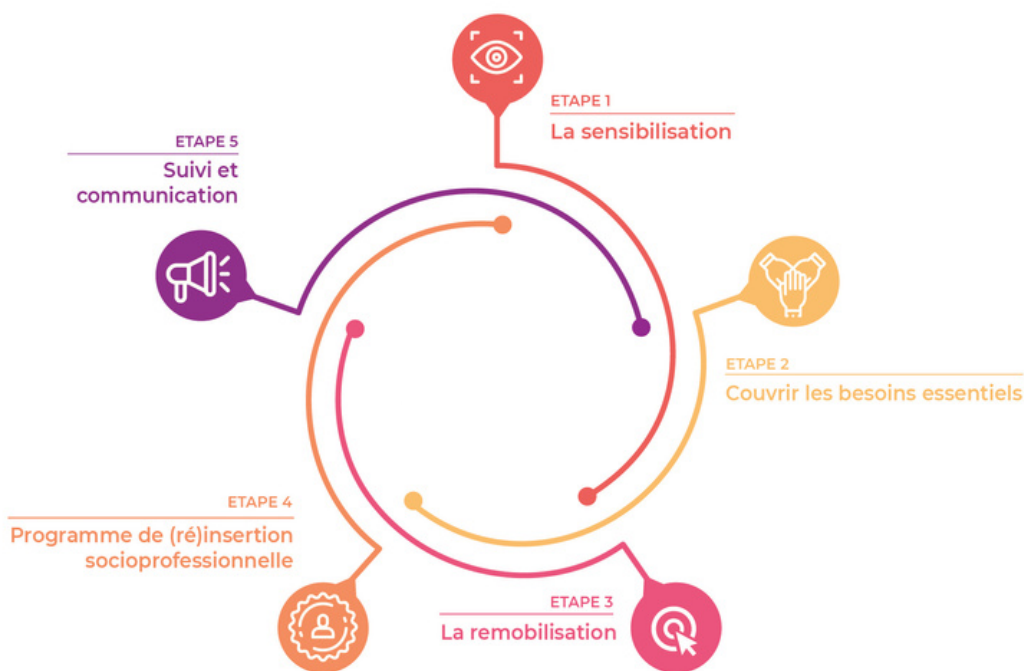 ETAPE 1
La sensibilisation
ETAPE 2
Couvrir les besoins essentiels
ETAPE 3
La remobilisation
ETAPE 4
Programme de (ré)insertion
socioprofessionnelle
ETAPE 5
Suivi et
communication